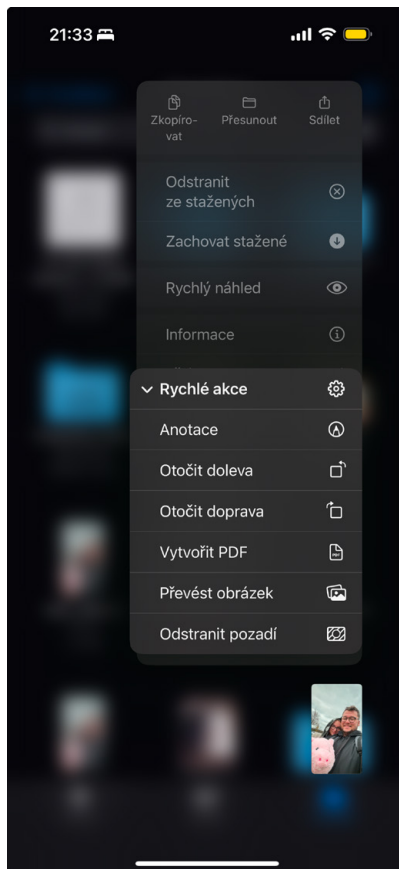 21:33
Zkopíro-
vat
Přesunout
Sdílet
Odstranit
ze stažených
Zachovat stažené
Rychlý náhled
Informace
Rychlé akce
Anotace
Otočit doleva
Otočit doprava
Vytvořit PDF
Převést obrázek
Odstranit pozadí